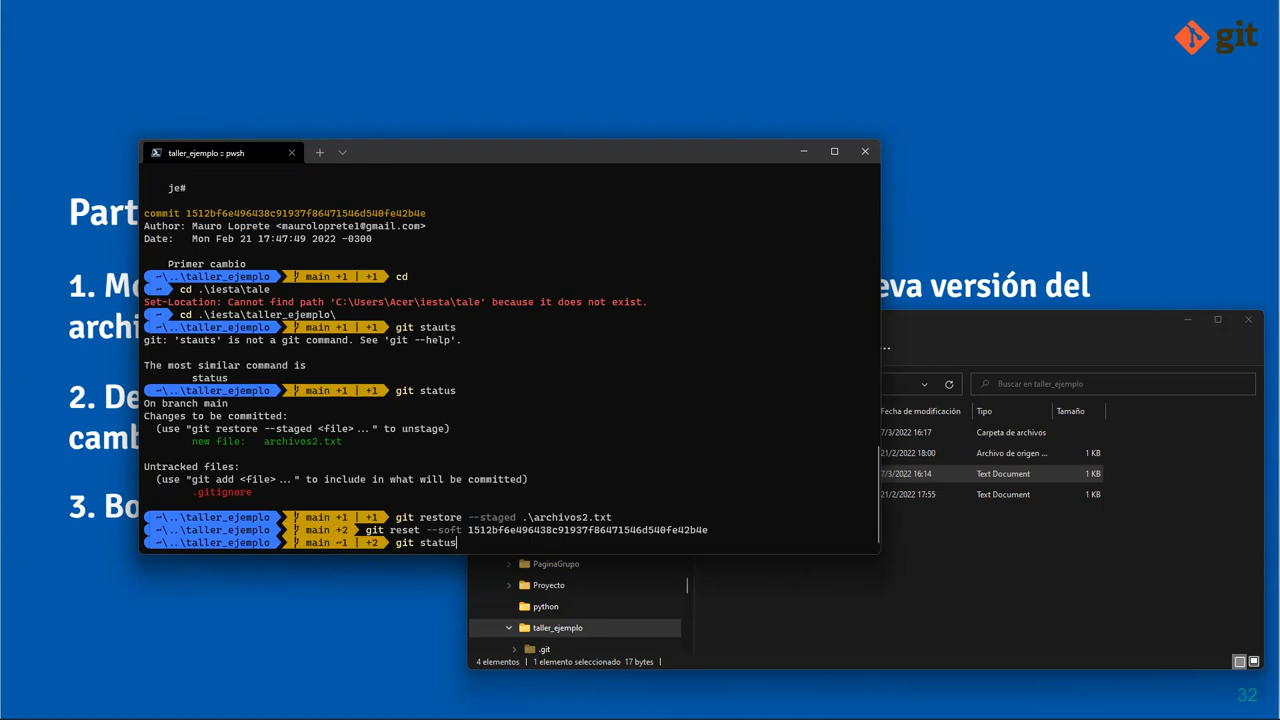 git
taller_ejemplo : pwsh
je#
commit 1512bf6e496438c91937f86471546d540fe42b4e
Author: Mauro Loprete <mauroloprete1@gmail.com>
Date: Mon Feb 21 17:47:49 2022 -0300
Primer cambio
~\..\taller_ejemplo main +1 | +1 cd
~ cd .\iesta\tale
Set-Location: Cannot find path 'C:\Users\Acer\iesta\tale' because it does not exist.
~ cd .\iesta\taller_ejemplo\
~\..\taller_ejemplo main +1 | +1 git stauts
git: 'stauts' is not a git command. See 'git --help'.
The most similar command is
status
~\..\taller_ejemplo main +1 | +1 git status
On branch main
Changes to be committed:
(use "git restore --staged <file>..." to unstage)
new file: archivos2.txt
Untracked files:
(use "git add <file>..." to include in what will be committed)
.gitignore
~\..\taller_ejemplo main +1 | +1 git restore --staged .\archivos2.txt
~\..\taller_ejemplo main +2 git reset --soft 1512bf6e496438c91937f86471546d540fe42b4e
~\..\taller_ejemplo main ~1 | +2 git status
Part
1. Mo
eva versión del
archi
2. De
camb
3. Bo
...
Buscar en taller_ejemplo
Fecha de modificación Tipo Tamaño
7/3/2022 16:17 Carpeta de archivos
21/2/2022 18:00 Archivo de origen ... 1 KB
7/3/2022 16:14 Text Document 1 KB
21/2/2022 17:55 Text Document 1 KB
PaginaGrupo
Proyecto
python
taller_ejemplo
.git
4 elementos 1 elemento seleccionado 17 bytes
32